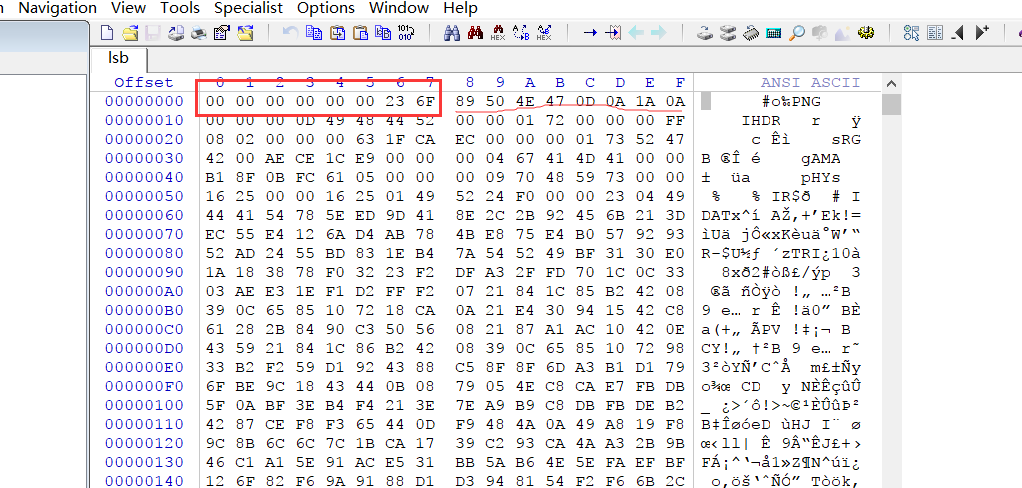 Navigation View Tools Specialist Options Window Help
lsb
Offset 0 1 2 3 4 5 6 7 8 9 A B C D E F ANSI ASCII
00000000 00 00 00 00 00 00 23 6F 89 50 4E 47 0D 0A 1A 0A #o‰PNG
00000010 00 00 00 0D 49 48 44 52 00 00 01 72 00 00 00 FF IHDR r ÿ
00000020 08 02 00 00 00 63 1F CA EC 00 00 00 01 73 52 47 c Êì sRG
00000030 42 00 AE CE 1C E9 00 00 00 04 67 41 4D 41 00 00 B ®Î é gAMA
00000040 B1 8F 0B FC 61 05 00 00 00 09 70 48 59 73 00 00 ± üa pHYs
00000050 16 25 00 00 16 25 01 49 52 24 F0 00 00 23 04 49 % % IR$ð # I
00000060 44 41 54 78 5E ED 9D 41 8E 2C 2B 92 45 6B 21 3D DATx^í AŽ,+’Ek!=
00000070 EC 55 E4 12 6A D4 AB 78 4B E8 75 E4 B0 57 92 93 ìUä jÔ«xKèuä°W’“
00000080 52 AD 24 55 BD 83 1E B4 7A 54 52 49 BF 31 30 E0 R-$U½ƒ ´zTRI¿10à
00000090 1A 18 38 78 F0 32 23 F2 DF A3 2F FD 70 1C 0C 33 8xð2#òß£/ýp 3
000000A0 03 AE E3 1E F1 D2 FF F2 07 21 84 1C 85 B2 42 08 ®ã ñÒÿò !„ …²B
000000B0 39 0C 65 85 10 72 18 CA 0A 21 E4 30 94 15 42 C8 9 e… r Ê !ä0” BÈ
000000C0 61 28 2B 84 90 C3 50 56 08 21 87 A1 AC 10 42 0E a(+„ ÃPV !‡¡¬ B
000000D0 43 59 21 84 1C 86 B2 42 08 39 0C 65 85 10 72 98 CY!„ †²B 9 e… r˜
000000E0 33 B2 F2 59 D1 92 43 88 C5 8F 8F 6D A3 B1 D1 79 3²òYÑ’CˆÅ m£±Ñy
000000F0 6F BE 9C 18 43 44 0B 08 79 05 4E C8 CA E7 FB DB o¾œ CD y NÈÊçûÛ
00000100 5F 0A BF 3E B4 F4 21 3E 7E A9 B9 C8 DB FB DE B2 _ ¿>´ô!>~©¹ÈÛûÞ²
00000110 42 87 CE F8 F3 65 44 0D F9 48 4A 0A 49 A8 19 F8 B‡ÎøóeD ùHJ I¨ ø
00000120 9C 8B 6C 6C 7C 1B CA 17 39 C2 93 CA 4A A3 2B 9B œ‹ll| Ê 9Â“ÊJ£+›
00000130 46 C1 A1 5E 91 AC E5 31 BB 5A B6 4E 5E FA EF BF FÁ¡^‘¬å1»Z¶N^úï¿
00000140 12 6F 82 F6 9A 91 88 D1 D3 94 81 54 F2 F6 6B 2C o‚öš‘ˆÑÓ” Tòök,